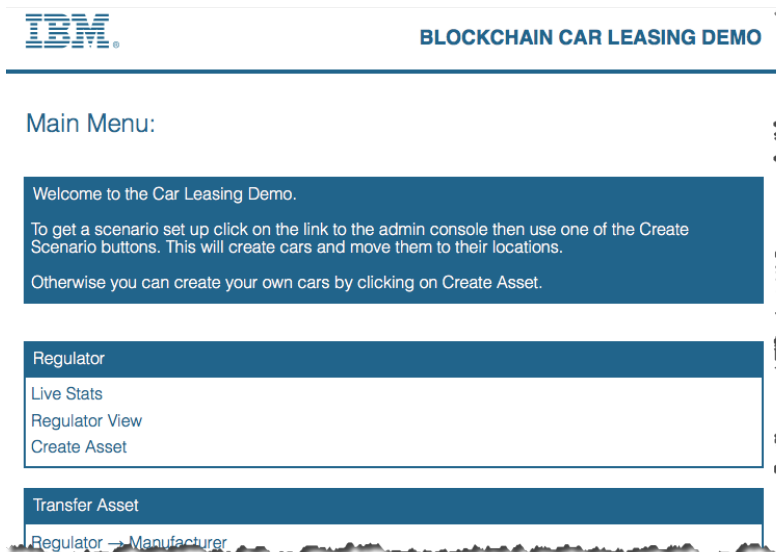 IBM®
BLOCKCHAIN CAR LEASING DEMO
Main Menu:
Welcome to the Car Leasing Demo.
To get a scenario set up click on the link to the admin console then use one of the Create
Scenario buttons. This will create cars and move them to their locations.
Otherwise you can create your own cars by clicking on Create Asset.
Regulator
Live Stats
Regulator View
Create Asset
Transfer Asset
Regulator → Manufacturer